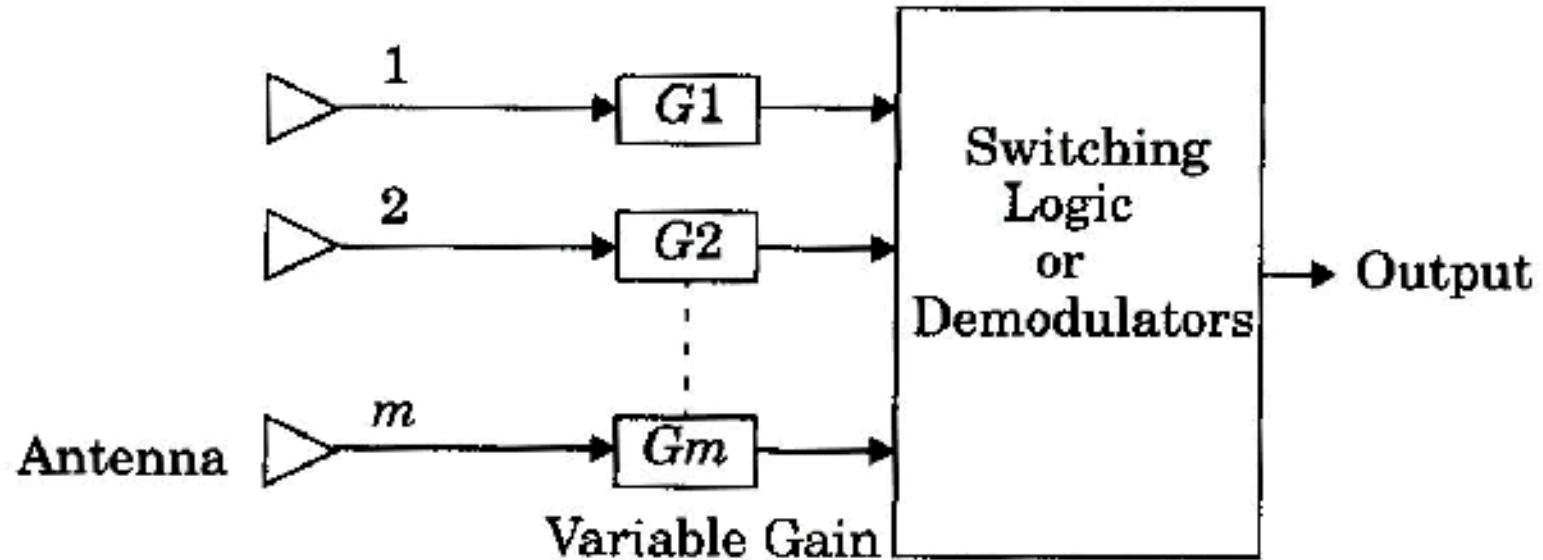 1
G1
2
G2
m
Gm
Antenna
Variable Gain
Switching
Logic
or
Demodulators
Output